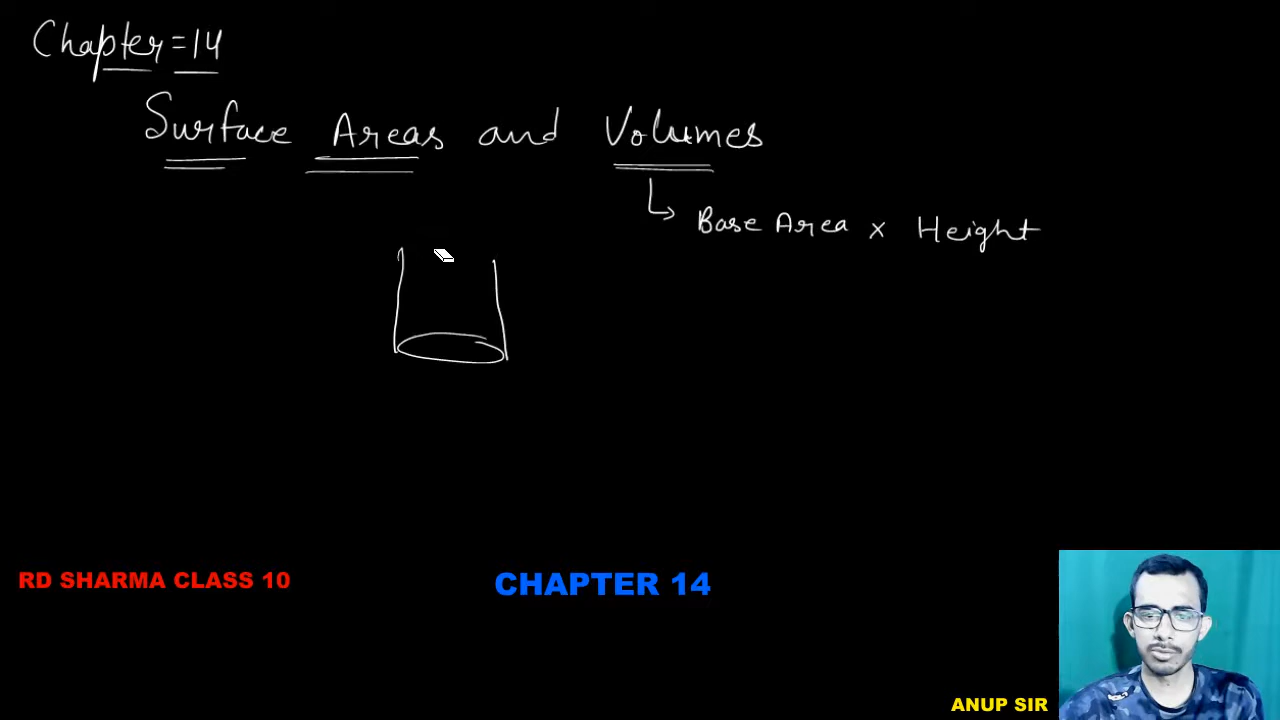 Chapter = 14
Surface Areas and Volumes
Base Area x Height
RD SHARMA CLASS 10
CHAPTER 14
ANUP SIR